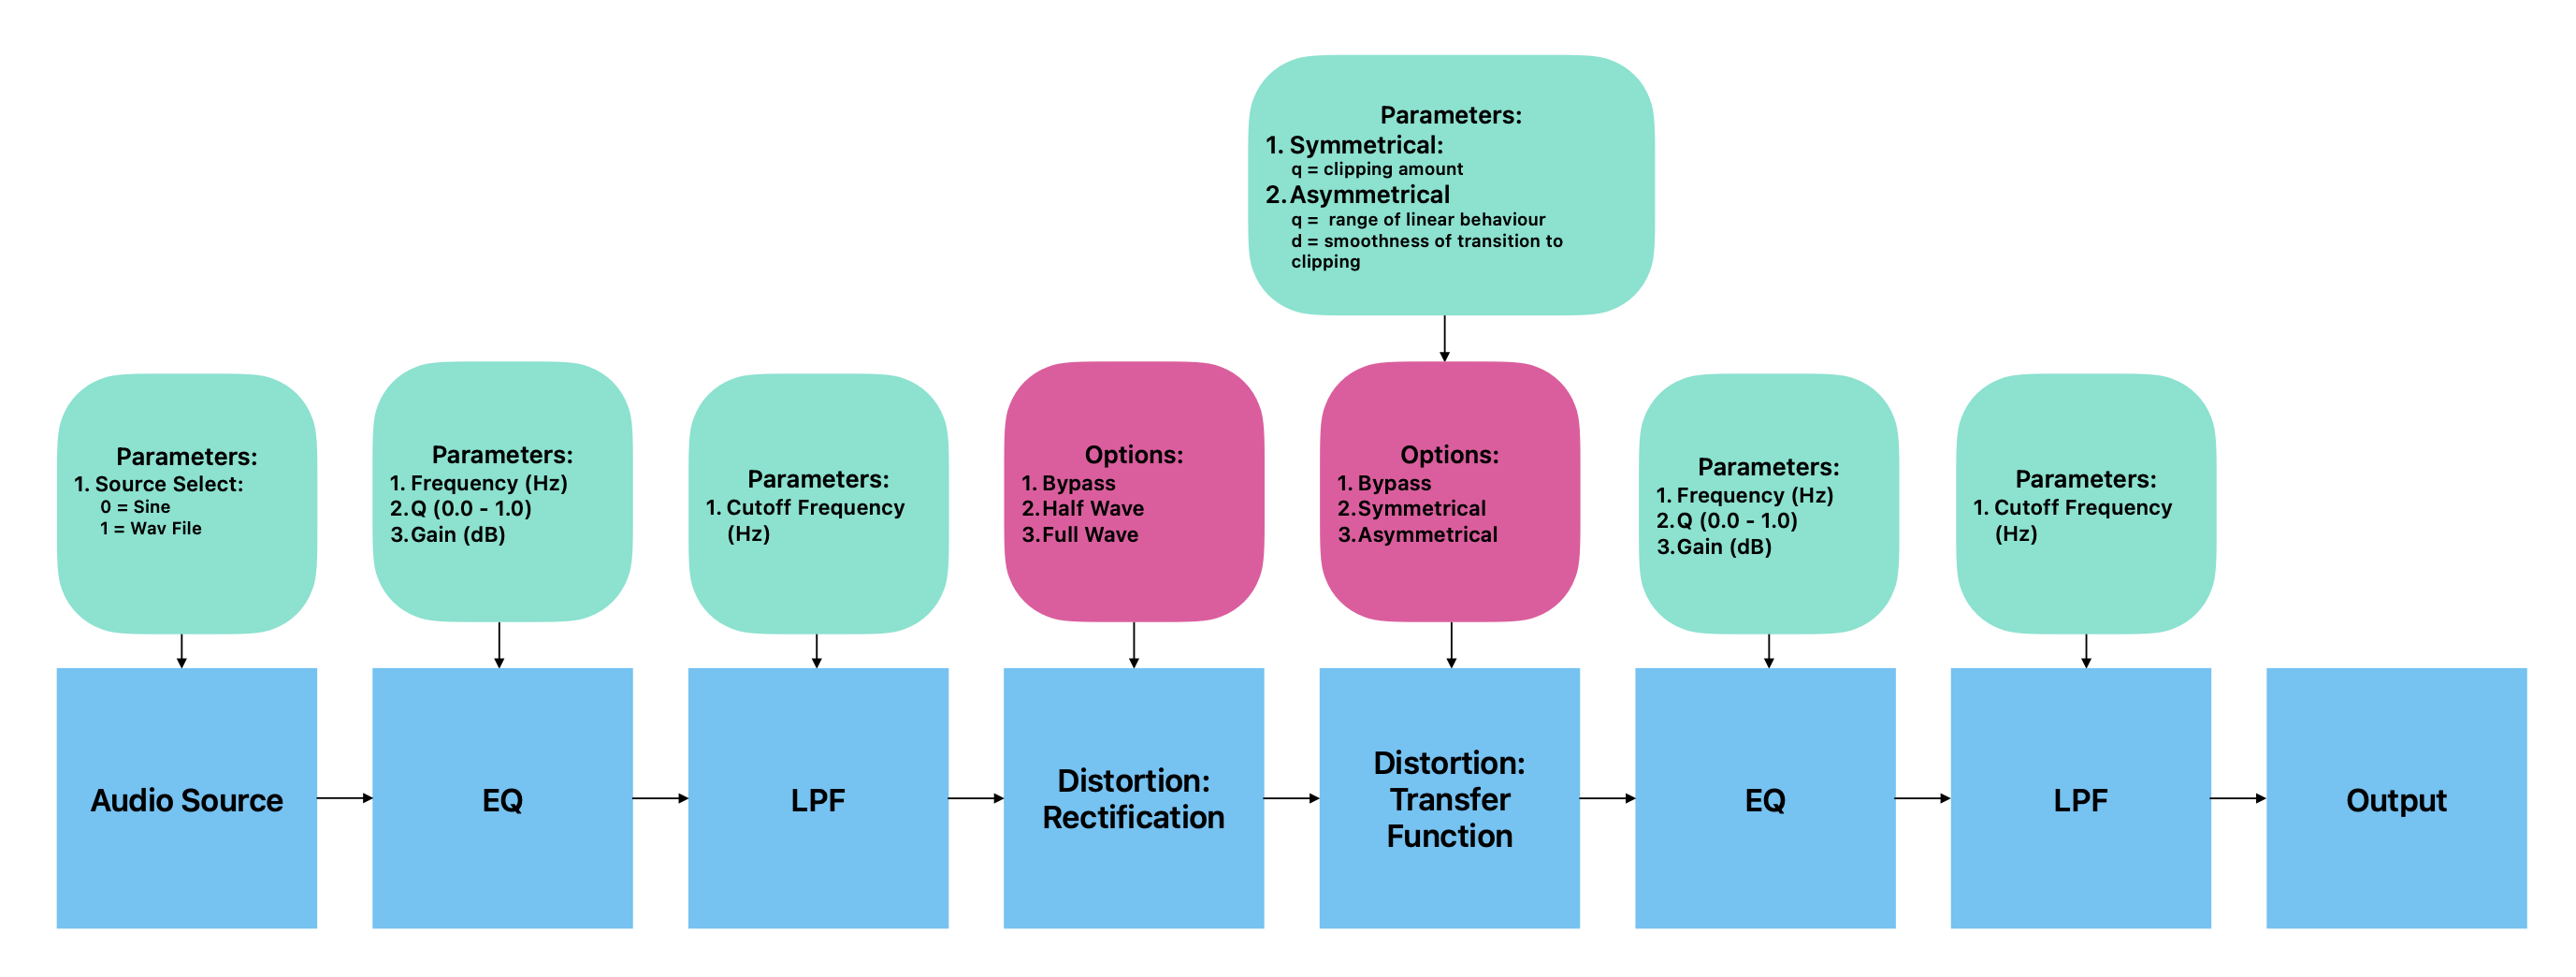 Parameters:
1. Symmetrical:
q = clipping amount
2. Asymmetrical
q =  range of linear behaviour
d = smoothness of transition to
clipping
Parameters:
1. Source Select:
0 = Sine
1 = Wav File
Parameters:
1. Frequency (Hz)
2. Q (0.0 - 1.0)
3. Gain (dB)
Parameters:
1. Cutoff Frequency
(Hz)
Options:
1. Bypass
2. Half Wave
3. Full Wave
Options:
1. Bypass
2. Symmetrical
3. Asymmetrical
Parameters:
1. Frequency (Hz)
2. Q (0.0 - 1.0)
3. Gain (dB)
Parameters:
1. Cutoff Frequency
(Hz)
Audio Source
EQ
LPF
Distortion:
Rectification
Distortion:
Transfer
Function
EQ
LPF
Output